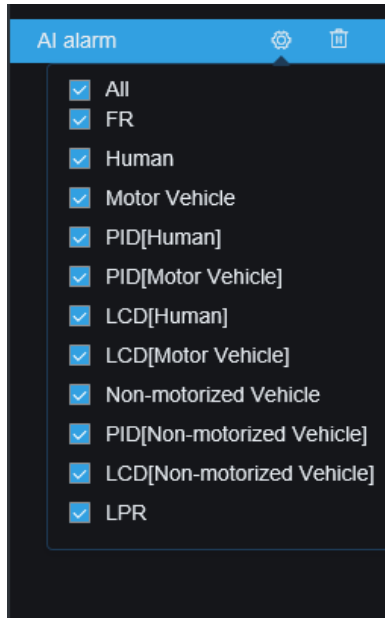 AI alarm
All
FR
Human
Motor Vehicle
PID[Human]
PID[Motor Vehicle]
LCD[Human]
LCD[Motor Vehicle]
Non-motorized Vehicle
PID[Non-motorized Vehicle]
LCD[Non-motorized Vehicle]
LPR